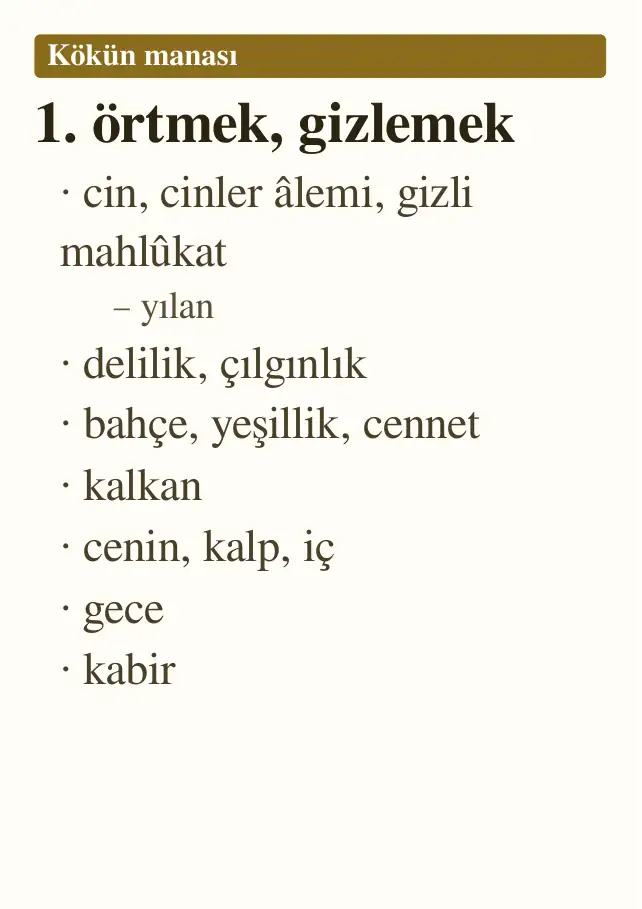 Kökün manası
1. örtmek, gizlemek
· cin, cinler âlemi, gizli
mahlûkat
– yılan
· delilik, çılgınlık
· bahçe, yeşillik, cennet
· kalkan
· cenin, kalp, iç
· gece
· kabir